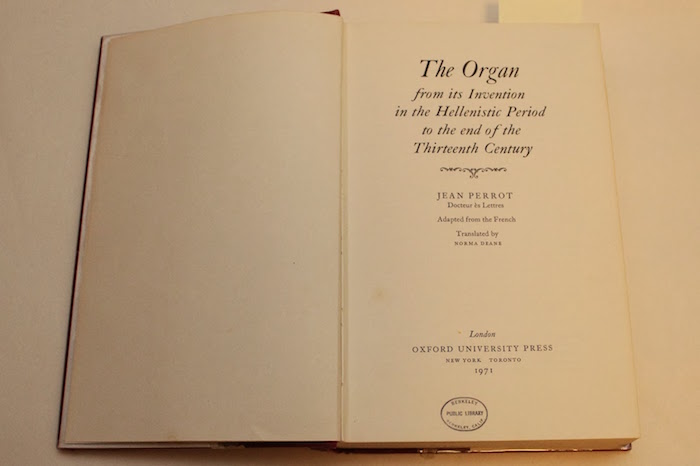 The Organ
from its Invention
in the Hellenistic Period
to the end of the
Thirteenth Century
JEAN PERROT
Docteur ès Lettres
Adapted from the French
Translated by
NORMA DEANE
London
OXFORD UNIVERSITY PRESS
NEW YORK TORONTO
1971
BERKELEY
PUBLIC LIBRARY
BERKELEY, CALIF.